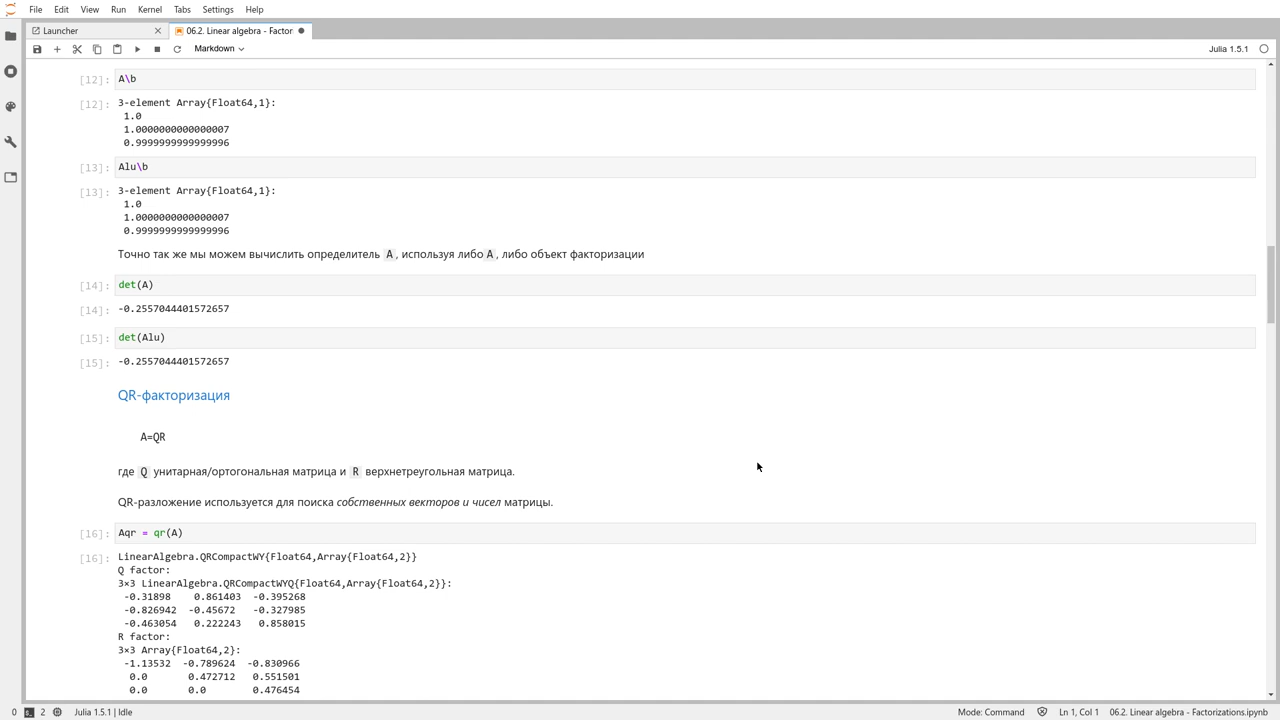 File Edit View Run Kernel Tabs Settings Help
Launcher
06.2. Linear algebra - Factor
Markdown
Julia 1.5.1
[12]: A\b
[12]: 3-element Array{Float64,1}:
1.0
1.0000000000000007
0.9999999999999996
[13]: Alu\b
[13]: 3-element Array{Float64,1}:
1.0
1.0000000000000007
0.9999999999999996
Точно так же мы можем вычислить определитель A, используя либо A, либо объект факторизации
[14]: det(A)
[14]: -0.2557044401572657
[15]: det(Alu)
[15]: -0.2557044401572657
QR-факторизация
A=QR
где Q унитарная/ортогональная матрица и R верхнетреугольная матрица.
QR-разложение используется для поиска собственных векторов и чисел матрицы.
[16]: Aqr = qr(A)
[16]: LinearAlgebra.QRCompactWY{Float64,Array{Float64,2}}
Q factor:
3×3 LinearAlgebra.QRCompactWYQ{Float64,Array{Float64,2}}:
-0.31898 0.861403 -0.395268
-0.826942 -0.45672 -0.327985
-0.463054 0.222243 0.858015
R factor:
3×3 Array{Float64,2}:
-1.13532 -0.789624 -0.830966
0.0 0.472712 0.551501
0.0 0.0 0.476454
0 2 Julia 1.5.1 | Idle
Mode: Command Ln 1, Col 1 06.2. Linear algebra - Factorizations.ipynb